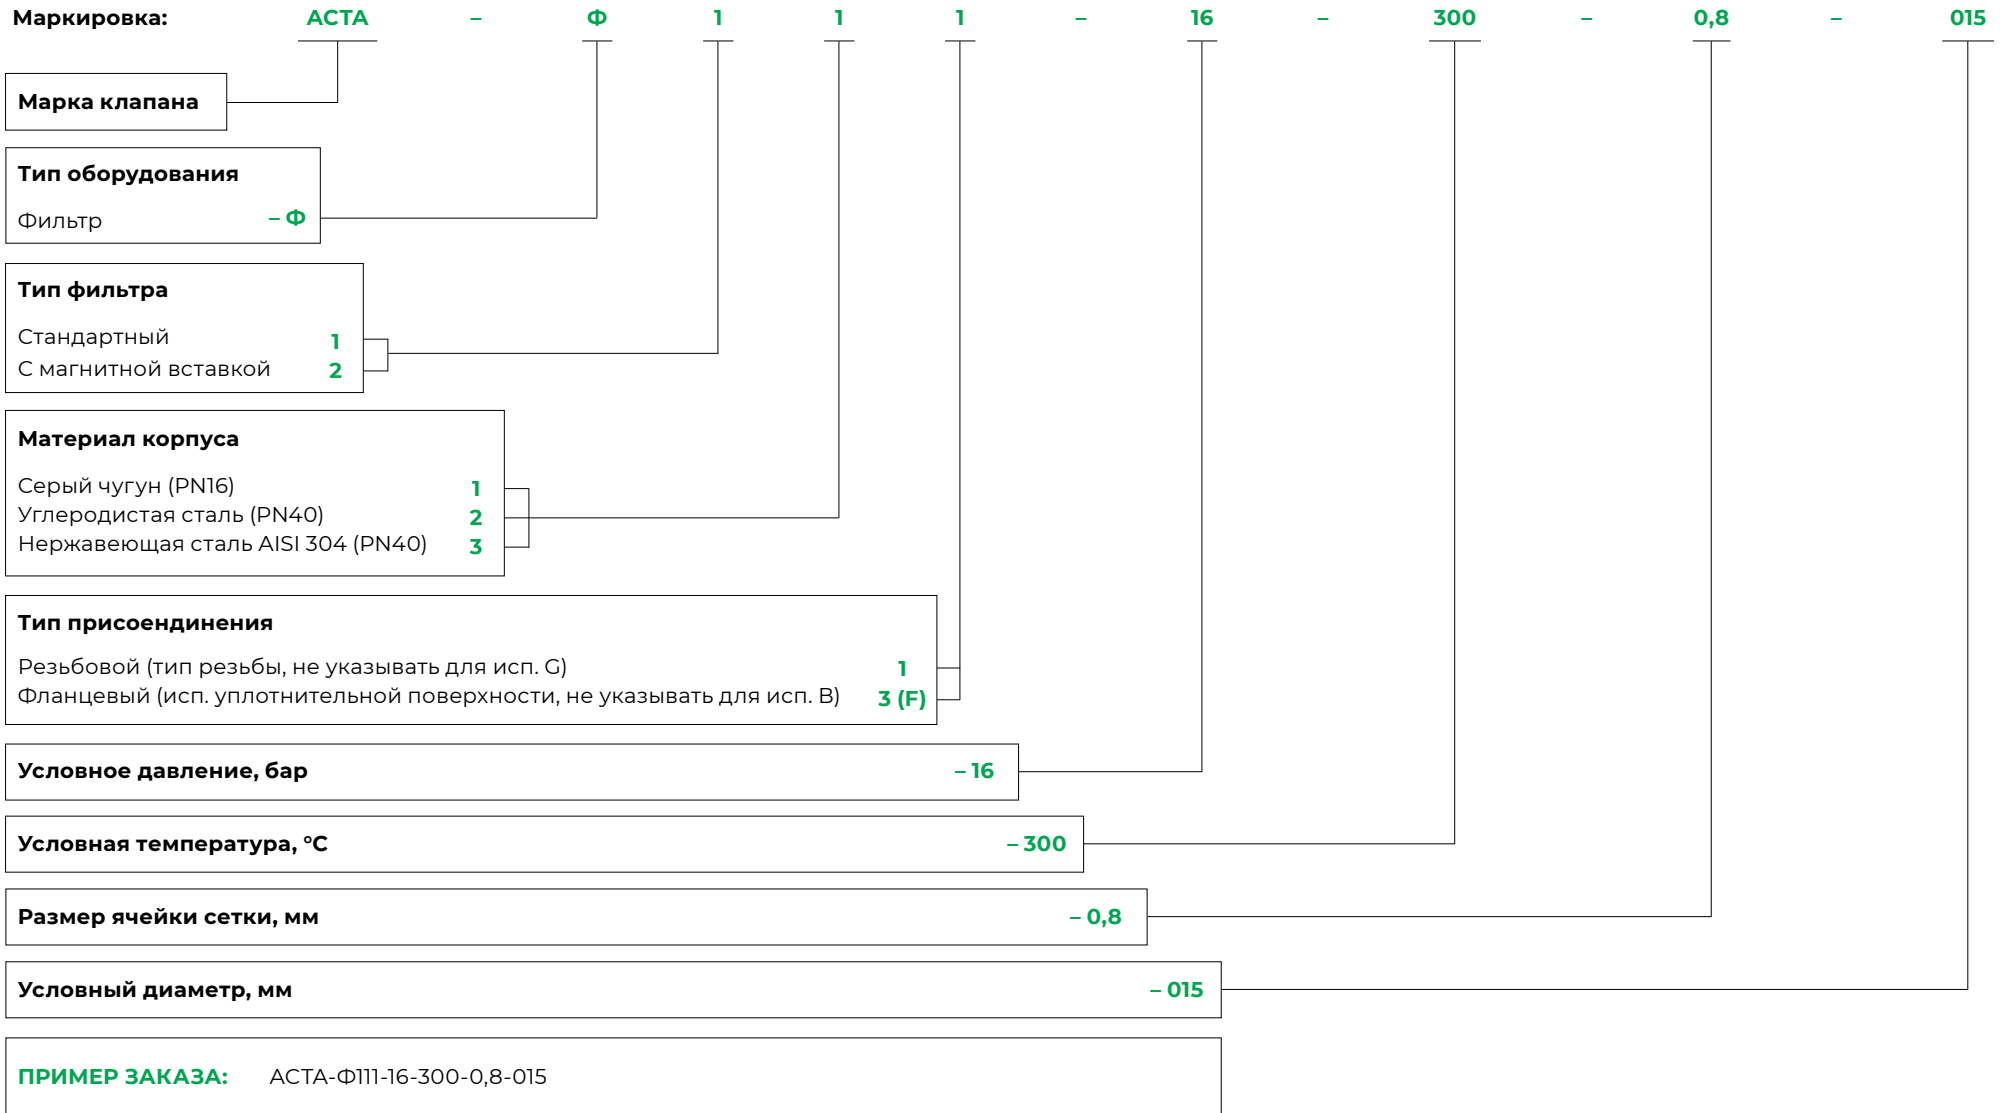 Маркировка: АСТА – Ф 1 1 1 – 16 – 300 – 0,8 – 015
Марка клапана
Тип оборудования
Фильтр – Ф
Тип фильтра
Стандартный 1
С магнитной вставкой 2
Материал корпуса
Серый чугун (PN16) 1
Углеродистая сталь (PN40) 2
Нержавеющая сталь AISI 304 (PN40) 3
Тип присоендинения
Резьбовой (тип резьбы, не указывать для исп. G) 1
Фланцевый (исп. уплотнительной поверхности, не указывать для исп. B) 3 (F)
Условное давление, бар – 16
Условная температура, °С – 300
Размер ячейки сетки, мм – 0,8
Условный диаметр, мм – 015
ПРИМЕР ЗАКАЗА: АСТА-Ф111-16-300-0,8-015